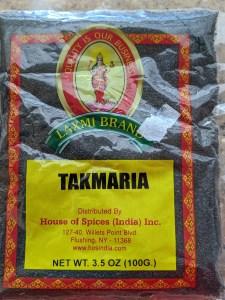 QUALITY IS OUR BUSINESS
LAXMI BRAND
TAKMARIA
Distributed By
House of Spices (India) Inc.
127-40, Willets Point Blvd.
Flushing, NY - 11368
www.hosindia.com
NET WT. 3.5 OZ (100G.)